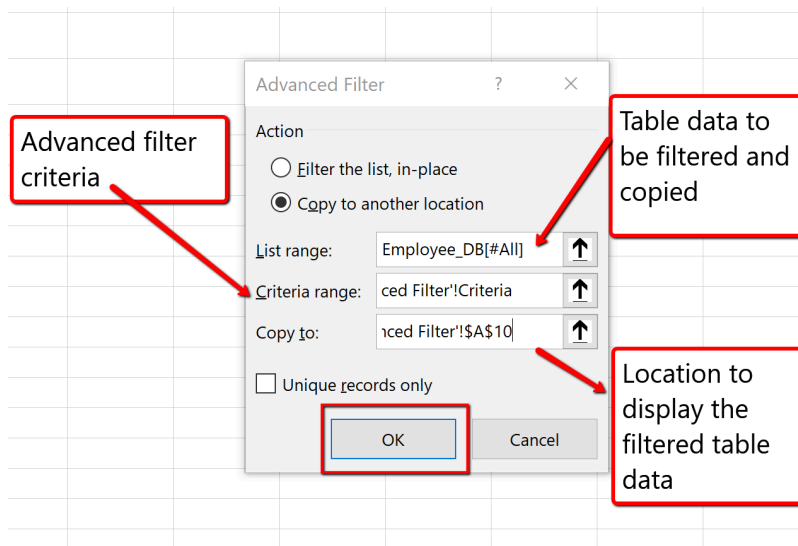 Advanced Filter ?
Action
Filter the list, in-place
Copy to another location
List range: Employee_DB[#All]
Criteria range: ced Filter'!Criteria
Copy to: nced Filter'!$A$10
Unique records only
OK Cancel
Advanced filter
criteria
Table data to
be filtered and
copied
Location to
display the
filtered table
data